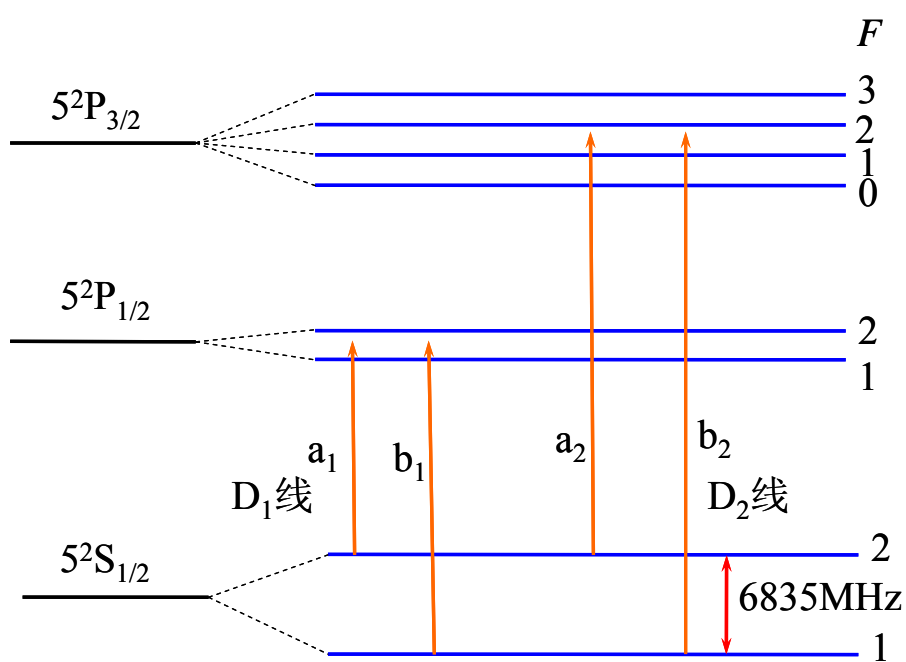 F
5²P₃/₂
3
2
1
0
5²P₁/₂
2
1
a₁
b₁
a₂
b₂
D₁线
D₂线
5²S₁/₂
2
6835MHz
1